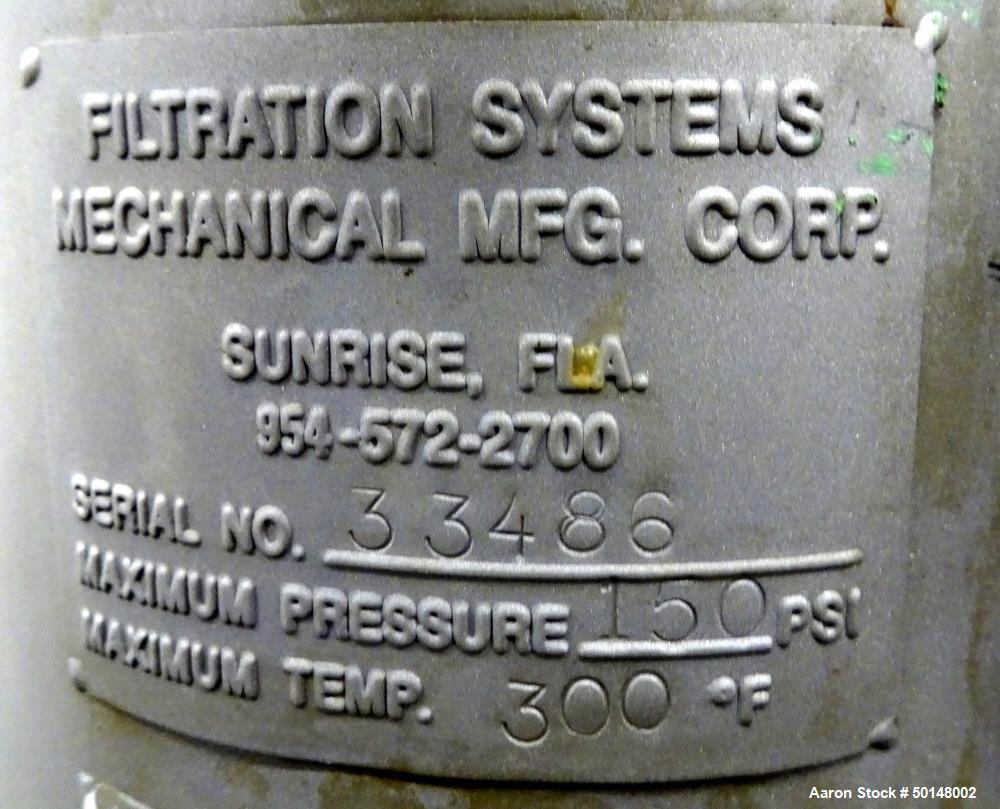 FILTRATION SYSTEMS
MECHANICAL MFG. CORP.
SUNRISE, FLA.
954-572-2700
SERIAL NO. 33486
MAXIMUM PRESSURE 150 PSI
MAXIMUM TEMP. 300 °F
Aaron Stock # 50148002